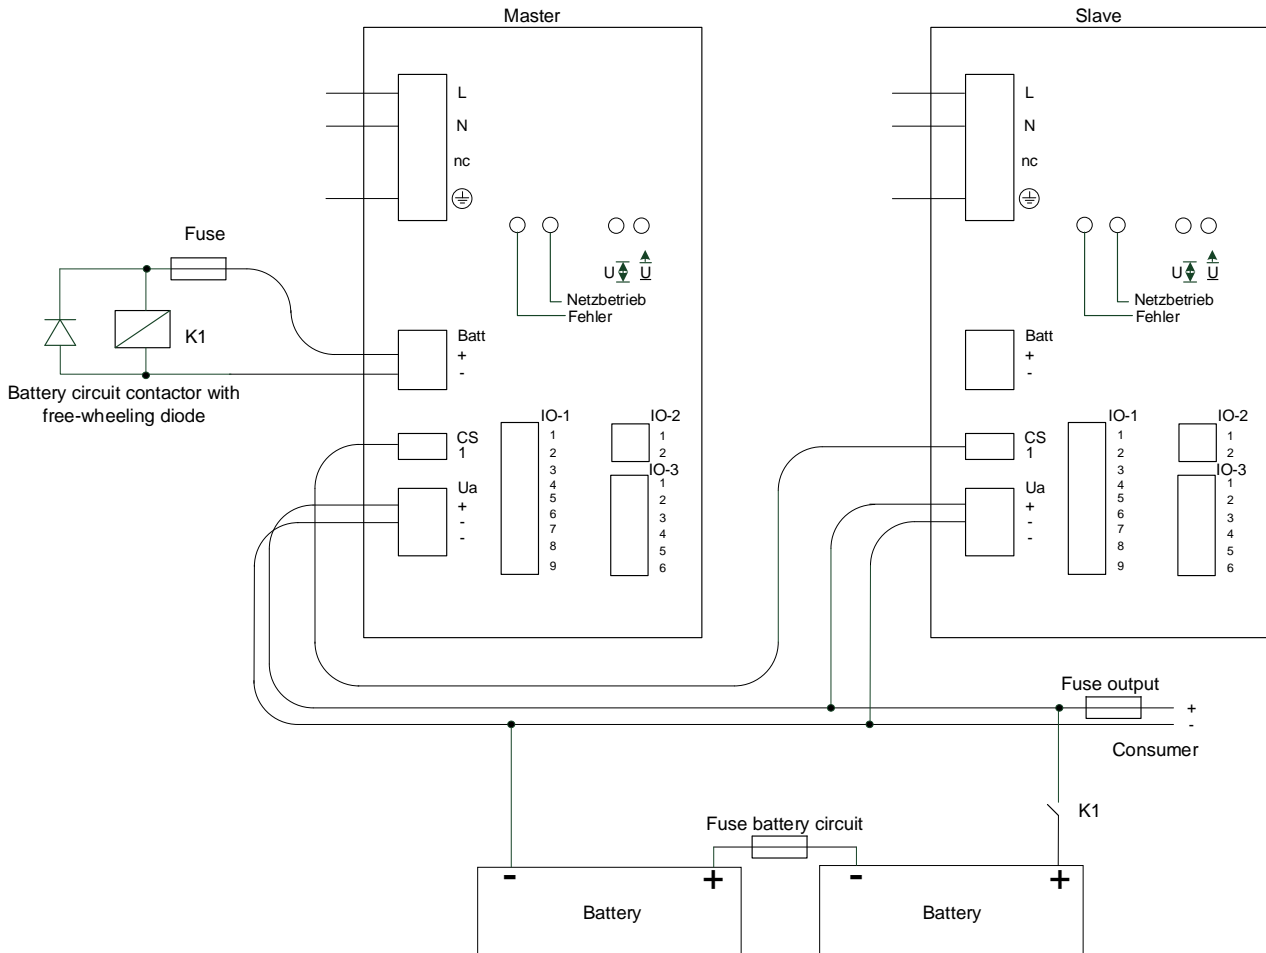 Master
Slave
L
N
nc
L
N
nc
Fuse
U U
Netzbetrieb
Fehler
U U
Netzbetrieb
Fehler
K1
Battery circuit contactor with
free-wheeling diode
Batt
+
-
Batt
+
-
CS
1
Ua
+
-
-
IO-1
1
2
3
4
5
6
7
8
9
IO-2
1
2
IO-3
1
2
3
4
5
6
CS
1
Ua
+
-
-
IO-1
1
2
3
4
5
6
7
8
9
IO-2
1
2
IO-3
1
2
3
4
5
6
Fuse output
+
-
Consumer
K1
Fuse battery circuit
- +
Battery
- +
Battery